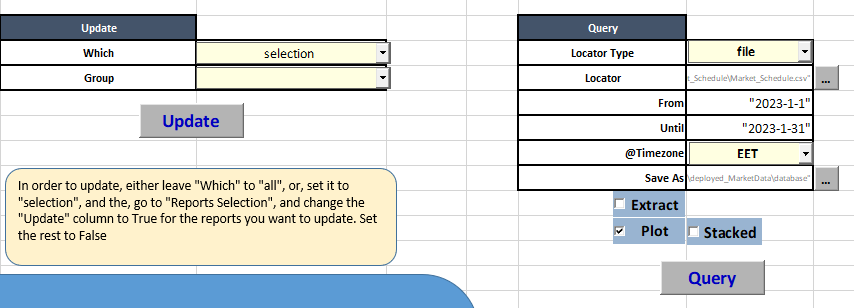 Update
Which selection
Group
Update
In order to update, either leave "Which" to "all", or, set it to
"selection", and the, go to "Reports Selection", and change the
"Update" column to True for the reports you want to update. Set
the rest to False
Query
Locator Type file
Locator t_Schedule\Market_Schedule.csv" ...
From "2023-1-1"
Until "2023-1-31"
@Timezone EET
Save As \deployed_MarketData\database" ...
Extract
Plot Stacked
Query